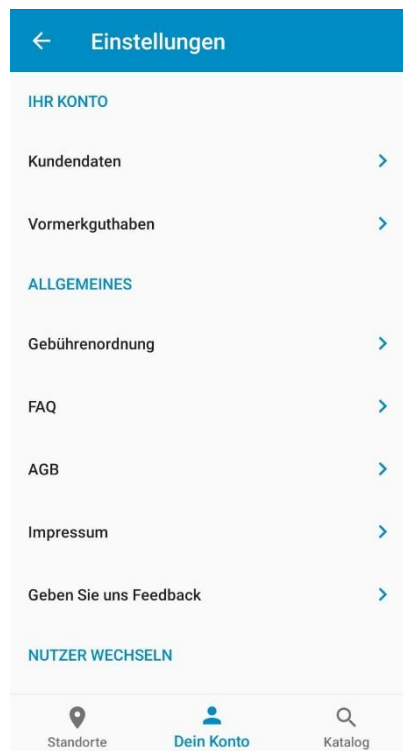 Einstellungen
IHR KONTO
Kundendaten
Vormerkguthaben
ALLGEMEINES
Gebührenordnung
FAQ
AGB
Impressum
Geben Sie uns Feedback
NUTZER WECHSELN
Standorte
Dein Konto
Katalog